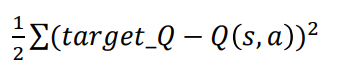 ½∑(target_Q − Q(s, a))²